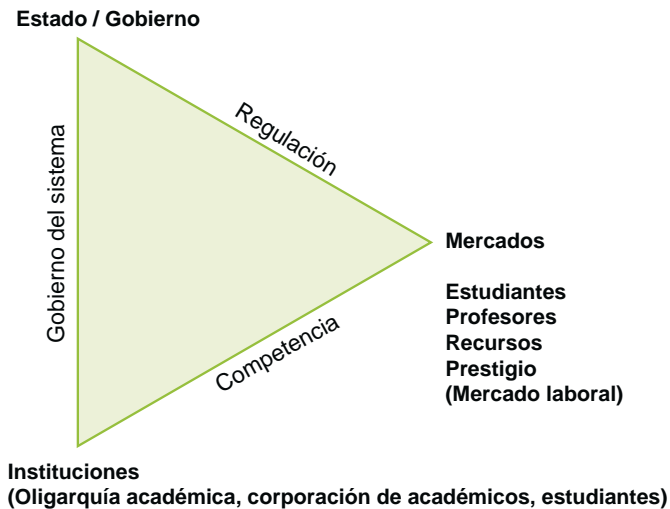 Estado / Gobierno
Regulación
Gobierno del sistema
Mercados
Estudiantes
Profesores
Recursos
Prestigio
(Mercado laboral)
Competencia
Instituciones
(Oligarquía académica, corporación de académicos, estudiantes)